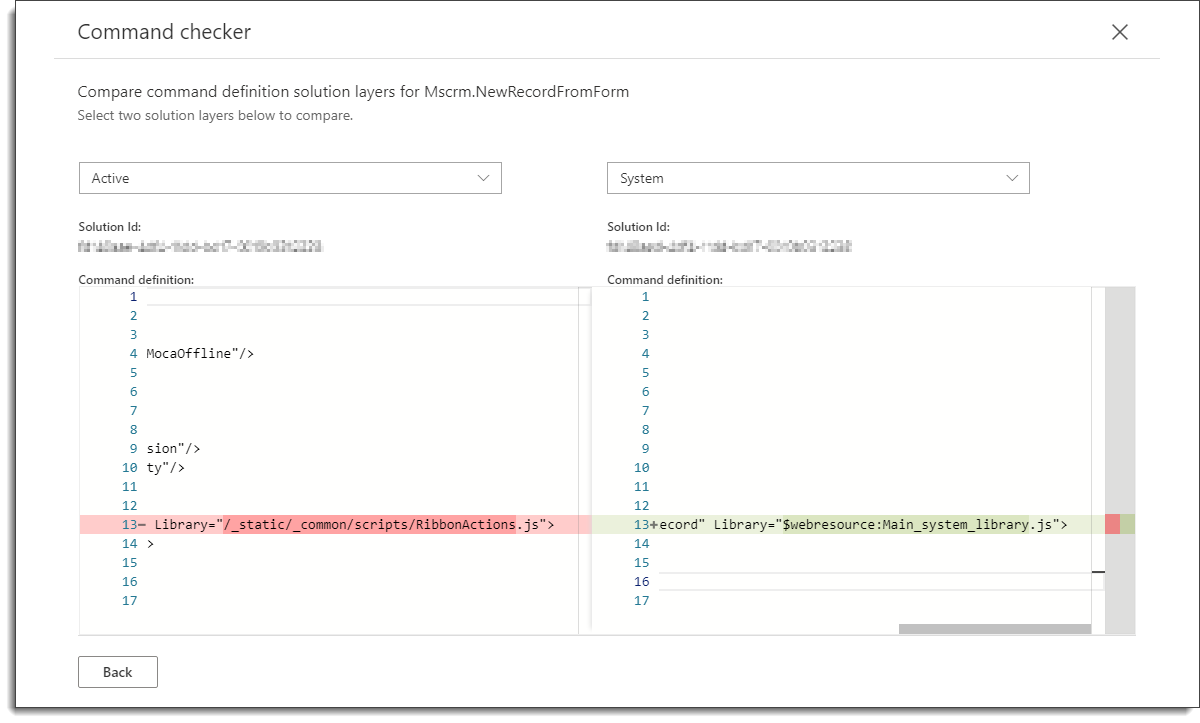 Command checker
Compare command definition solution layers for Mscrm.NewRecordFromForm
Select two solution layers below to compare.
Active
System
Solution Id:
Solution Id:
Command definition:
Command definition:
1
2
3
4 MocaOffline"/>
5
6
7
8
9 sion"/>
10 ty"/>
11
12
13- Library="/_static/_common/scripts/RibbonActions.js">
14 >
15
16
17
1
2
3
4
5
6
7
8
9
10
11
12
13+ecord" Library="$webresource:Main_system_library.js">
14
15
16
17
Back